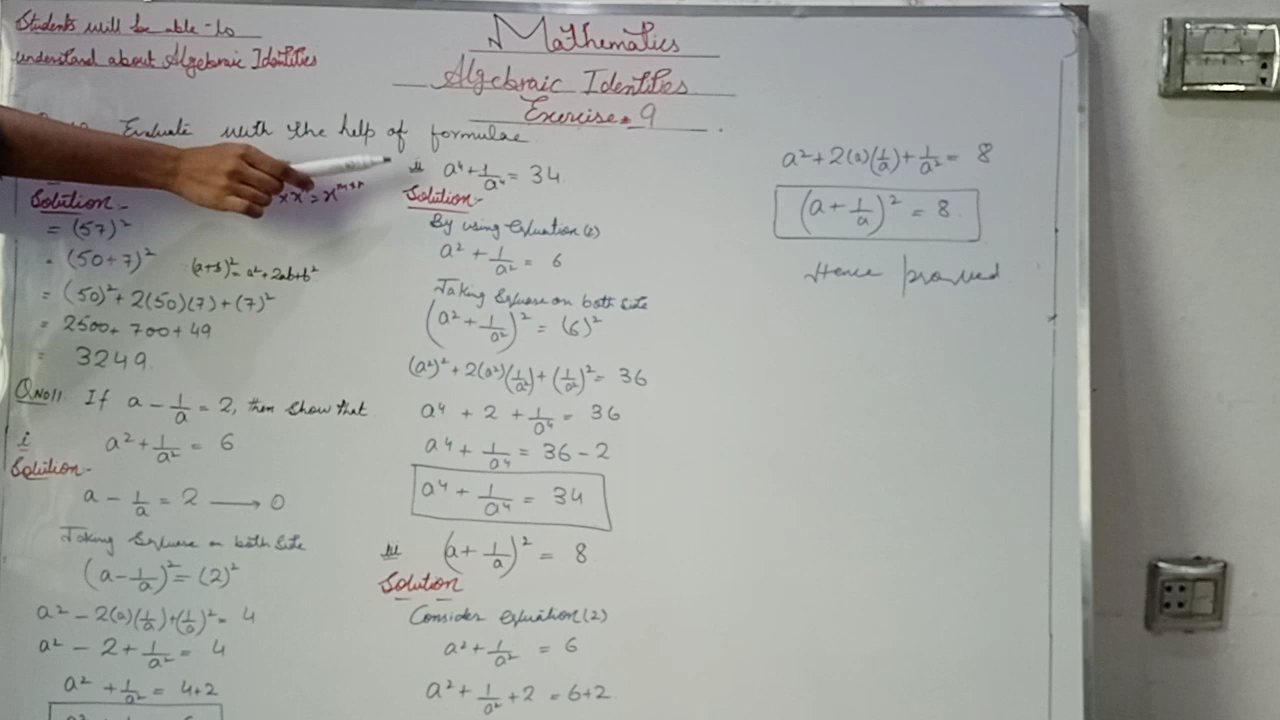 Students will be able to
understand about Algebraic Identities
Mathematics
Algebraic Identities
Exercise 9
Evaluate with the help of formulae
Solution:-
= (57)²
= (50+7)²
(a+b)² = a²+2ab+b²
= (50)² + 2(50)(7) + (7)²
= 2500 + 700 + 49
= 3249
QNo11 If a - 1/a = 2, then show that
i a² + 1/a² = 6
Solution:-
a - 1/a = 2 → ①
Taking Square on both side
(a - 1/a)² = (2)²
a² - 2(a)(1/a) + (1/a)² = 4
a² - 2 + 1/a² = 4
a² + 1/a² = 4+2
ii a⁴ + 1/a⁴ = 34
Solution:-
By using equation
a² + 1/a² = 6
Taking Square on both side
(a² + 1/a²)² = (6)²
(a²)² + 2(a²)(1/a²) + (1/a²)² = 36
a⁴ + 2 + 1/a⁴ = 36
a⁴ + 1/a⁴ = 36 - 2
a⁴ + 1/a⁴ = 34
iii (a + 1/a)² = 8
Solution
Consider equation (2)
a² + 1/a² = 6
a² + 1/a² + 2 = 6+2
a² + 2(a)(1/a) + 1/a² = 8
(a + 1/a)² = 8
Hence proved